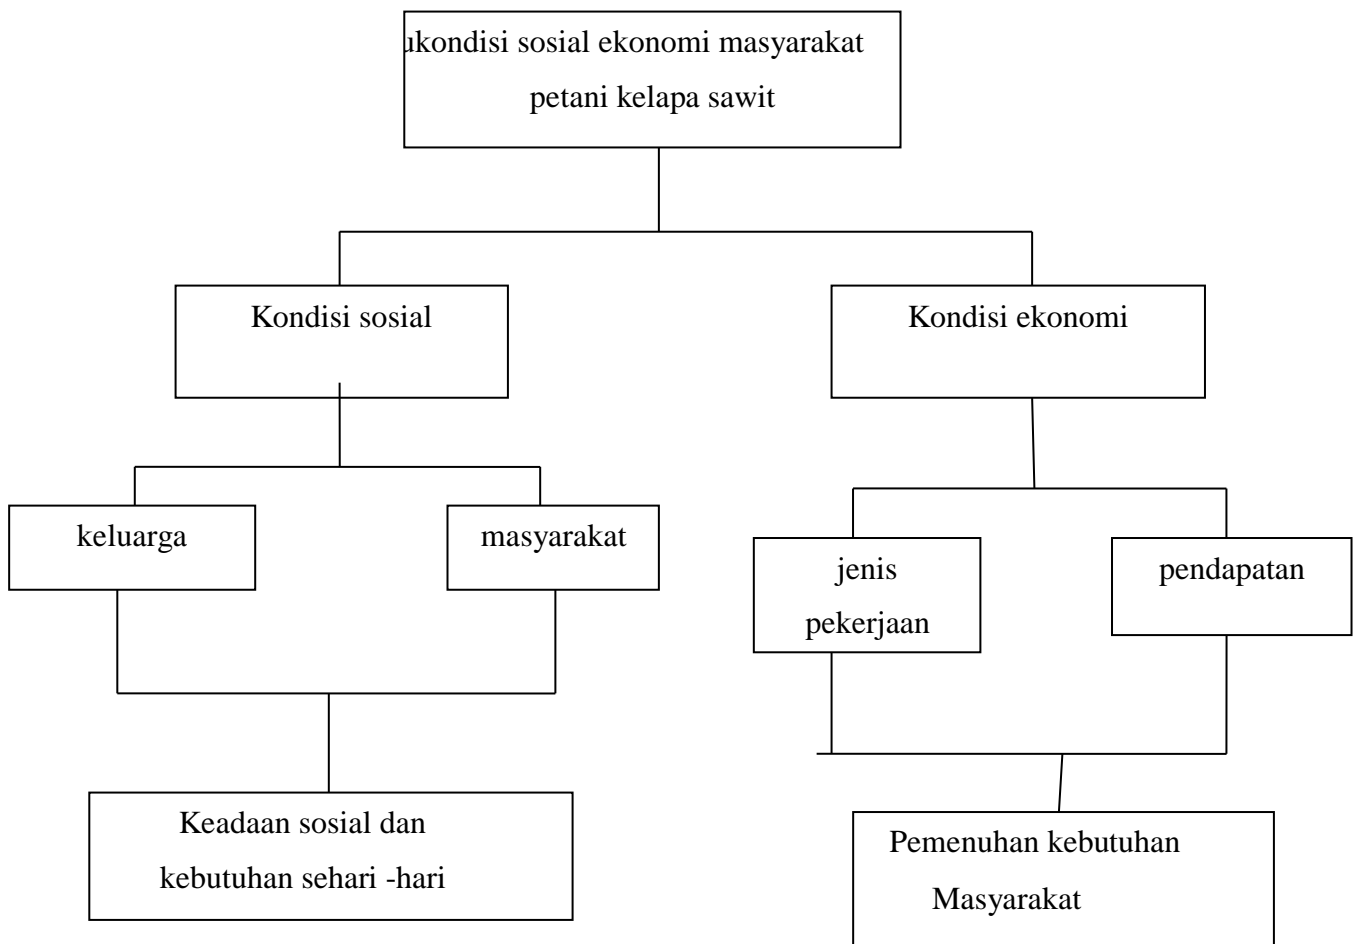 ukondisi sosial ekonomi masyarakat
petani kelapa sawit
Kondisi sosial
Kondisi ekonomi
keluarga
masyarakat
jenis
pekerjaan
pendapatan
Keadaan sosial dan
kebutuhan sehari -hari
Pemenuhan kebutuhan
Masyarakat